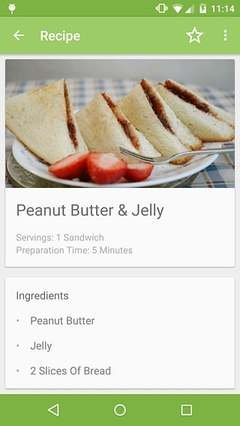 11:14
Recipe
Peanut Butter & Jelly
Servings: 1 Sandwich
Preparation Time: 5 Minutes
Ingredients
• Peanut Butter
• Jelly
• 2 Slices Of Bread